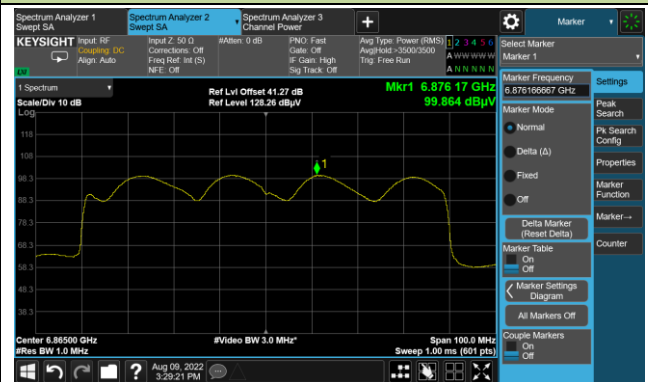 Spectrum Analyzer 1
Swept SA
Spectrum Analyzer 2
Swept SA
Spectrum Analyzer 3
Channel Power
Marker
KEYSIGHT
Input: RF
Coupling: DC
Align: Auto
Input Z: 50 Ω
Corrections: Off
Freq Ref: Int (S)
NFE: Off
#Atten: 0 dB
PNO: Fast
Gate: Off
IF Gain: High
Sig Track: Off
Avg Type: Power (RMS)
Avg|Hold:>3500/3500
Trig: Free Run
1 2 3 4 5 6
A W W W W W
A N N N N N
LXI
Select Marker
Marker 1
1 Spectrum
Scale/Div 10 dB
Log
Ref Lvl Offset 41.27 dB
Ref Level 128.26 dBµV
Mkr1 6.876 17 GHz
99.864 dBµV
118
108
98.3
88.3
78.3
68.3
58.3
48.3
38.3
1
Center 6.86500 GHz
#Res BW 1.0 MHz
#Video BW 3.0 MHz*
Span 100.0 MHz
Sweep 1.00 ms (601 pts)
Marker Frequency
6.876166667 GHz
Marker Mode
Normal
Delta (Δ)
Fixed
Off
Delta Marker
(Reset Delta)
Marker Table
On
Off
Marker Settings
Diagram
All Markers Off
Couple Markers
On
Off
Settings
Peak
Search
Pk Search
Config
Properties
Marker
Function
Marker→
Counter
Aug 09, 2022
3:29:21 PM